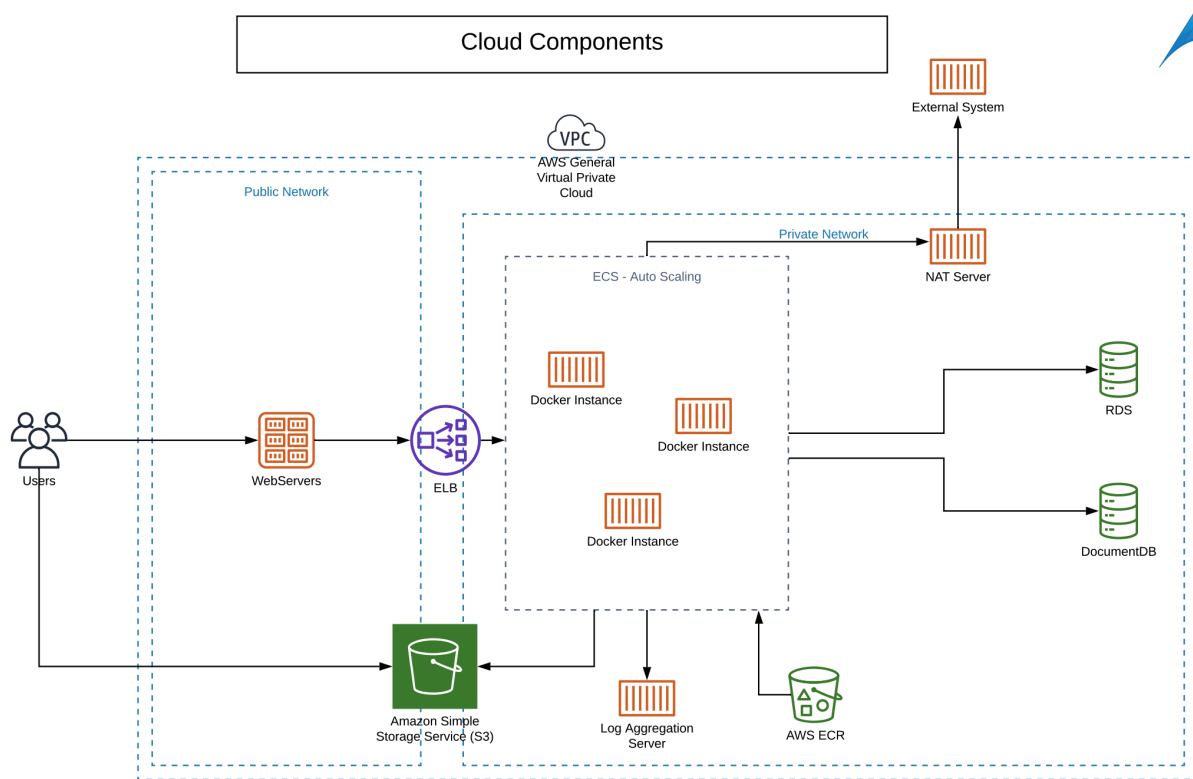 Cloud Components
External System
VPC
AWS General
Virtual Private
Cloud
Public Network
Private Network
NAT Server
ECS - Auto Scaling
Docker Instance
Docker Instance
Docker Instance
RDS
DocumentDB
Users
WebServers
ELB
Amazon Simple
Storage Service (S3)
Log Aggregation
Server
AWS ECR